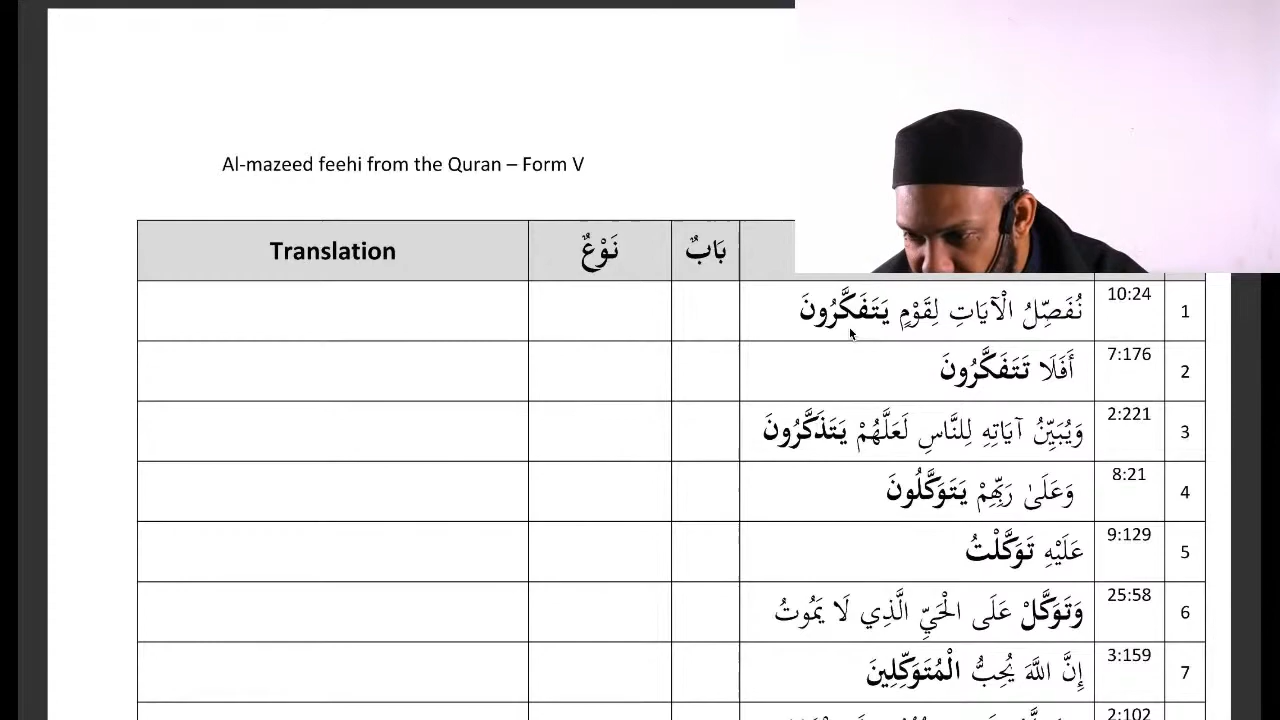 Al-mazeed feehi from the Quran – Form V
Translation نَوْعٌ بَابٌ
1 10:24 نُفَصِّلُ الْآيَاتِ لِقَوْمٍ يَتَفَكَّرُونَ
2 7:176 أَفَلَا تَتَفَكَّرُونَ
3 2:221 وَيُبَيِّنُ آيَاتِهِ لِلنَّاسِ لَعَلَّهُمْ يَتَذَكَّرُونَ
4 8:21 وَعَلَىٰ رَبِّهِمْ يَتَوَكَّلُونَ
5 9:129 عَلَيْهِ تَوَكَّلْتُ
6 25:58 وَتَوَكَّلْ عَلَى الْحَيِّ الَّذِي لَا يَمُوتُ
7 3:159 إِنَّ اللَّهَ يُحِبُّ الْمُتَوَكِّلِينَ
2:102